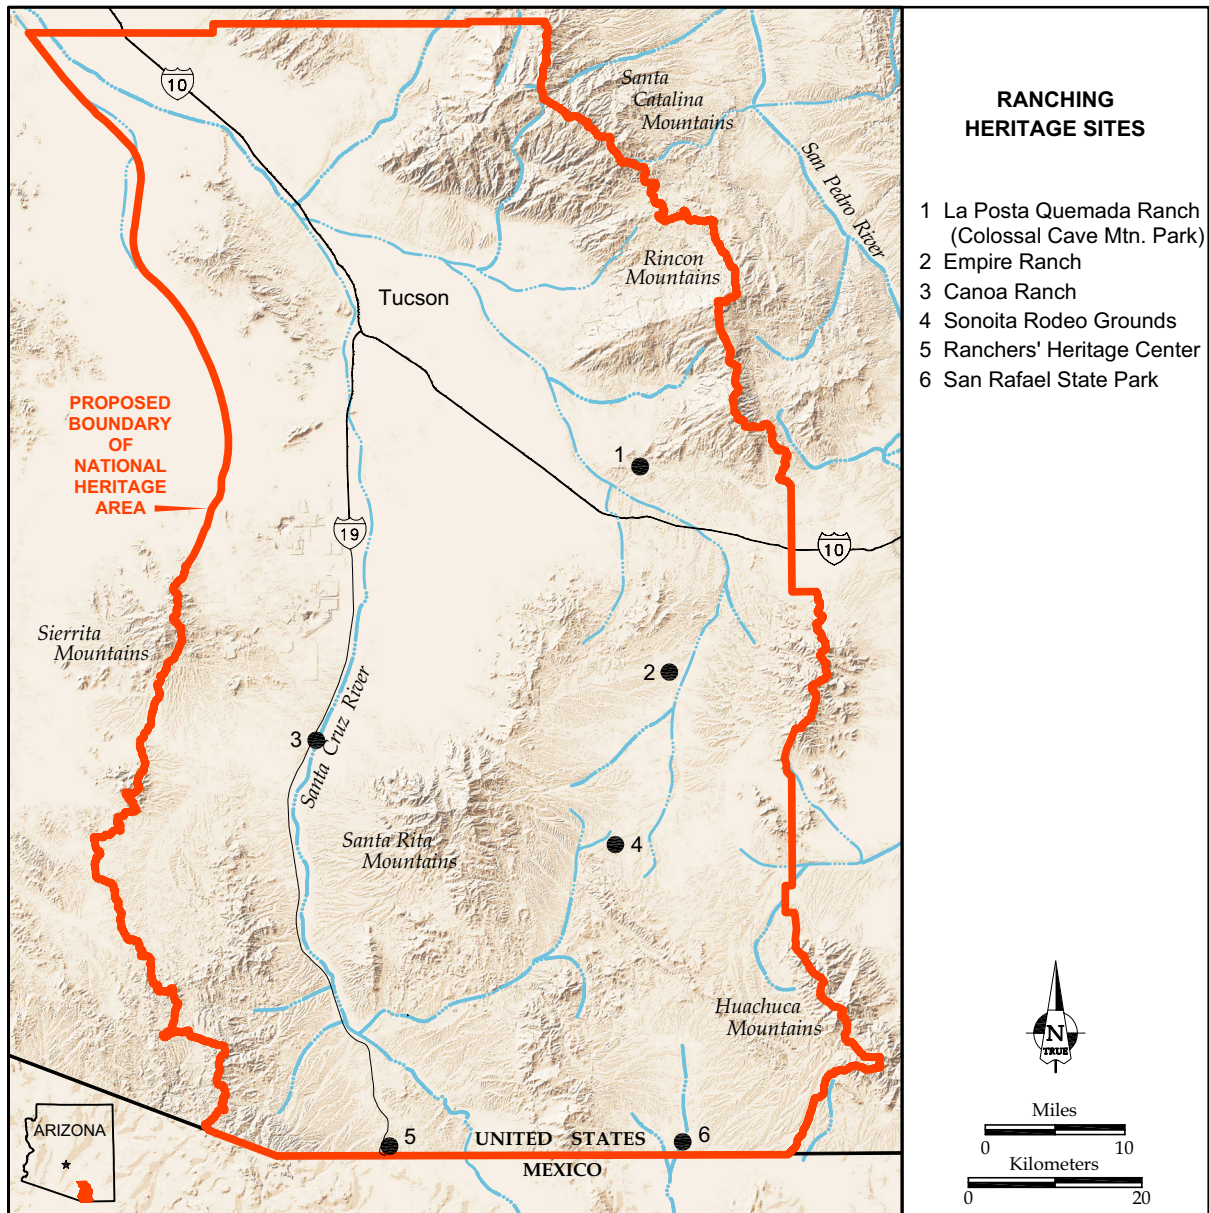 10
Santa
Catalina
Mountains
San Pedro River
Rincon
Mountains
Tucson
PROPOSED
BOUNDARY
OF
NATIONAL
HERITAGE
AREA
1
19
10
Sierrita
Mountains
2
Santa Cruz River
3
Santa Rita
Mountains
4
Huachuca
Mountains
ARIZONA
5
UNITED STATES
6
MEXICO
RANCHING
HERITAGE SITES
1 La Posta Quemada Ranch
(Colossal Cave Mtn. Park)
2 Empire Ranch
3 Canoa Ranch
4 Sonoita Rodeo Grounds
5 Ranchers' Heritage Center
6 San Rafael State Park
N
TRUE
Miles
0 10
Kilometers
0 20